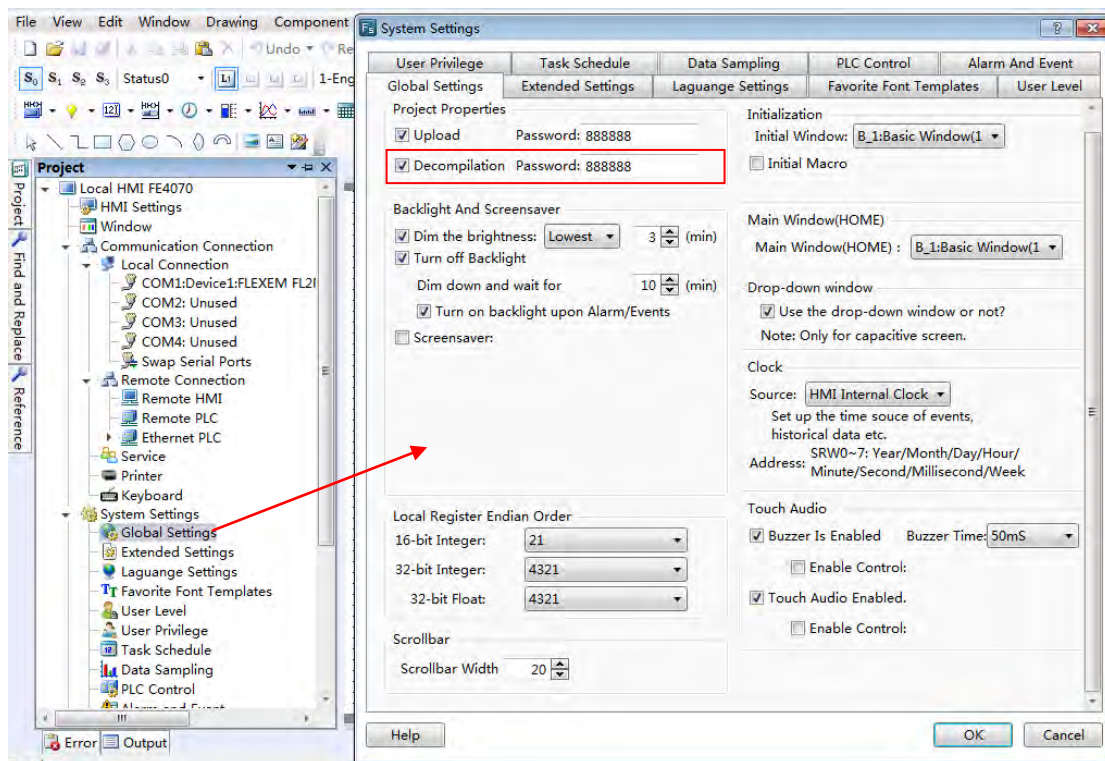 File View Edit Window Drawing Component
Undo Re
S0 S1 S2 S3 Status0 L1 1-Eng
Project
Find and Replace
Reference
Project
Local HMI FE4070
HMI Settings
Window
Communication Connection
Local Connection
COM1:Device1:FLEXEM FL2
COM2: Unused
COM3: Unused
COM4: Unused
Swap Serial Ports
Remote Connection
Remote HMI
Remote PLC
Ethernet PLC
Service
Printer
Keyboard
System Settings
Global Settings
Extended Settings
Laguange Settings
Favorite Font Templates
User Level
User Privilege
Task Schedule
Data Sampling
PLC Control
Alarm and Event
Error Output
System Settings
User Privilege Task Schedule Data Sampling PLC Control Alarm And Event
Global Settings Extended Settings Laguange Settings Favorite Font Templates User Level
Project Properties
Upload Password: 888888
Decompilation Password: 888888
Backlight And Screensaver
Dim the brightness: Lowest 3 (min)
Turn off Backlight
Dim down and wait for 10 (min)
Turn on backlight upon Alarm/Events
Screensaver:
Local Register Endian Order
16-bit Integer: 21
32-bit Integer: 4321
32-bit Float: 4321
Scrollbar
Scrollbar Width 20
Initialization
Initial Window: B_1:Basic Window(1
Initial Macro
Main Window(HOME)
Main Window(HOME) : B_1:Basic Window(1
Drop-down window
Use the drop-down window or not?
Note: Only for capacitive screen.
Clock
Source: HMI Internal Clock
Set up the time souce of events,
historical data etc.
Address: SRW0~7: Year/Month/Day/Hour/
Minute/Second/Millisecond/Week
Touch Audio
Buzzer Is Enabled Buzzer Time: 50mS
Enable Control:
Touch Audio Enabled.
Enable Control:
Help OK Cancel